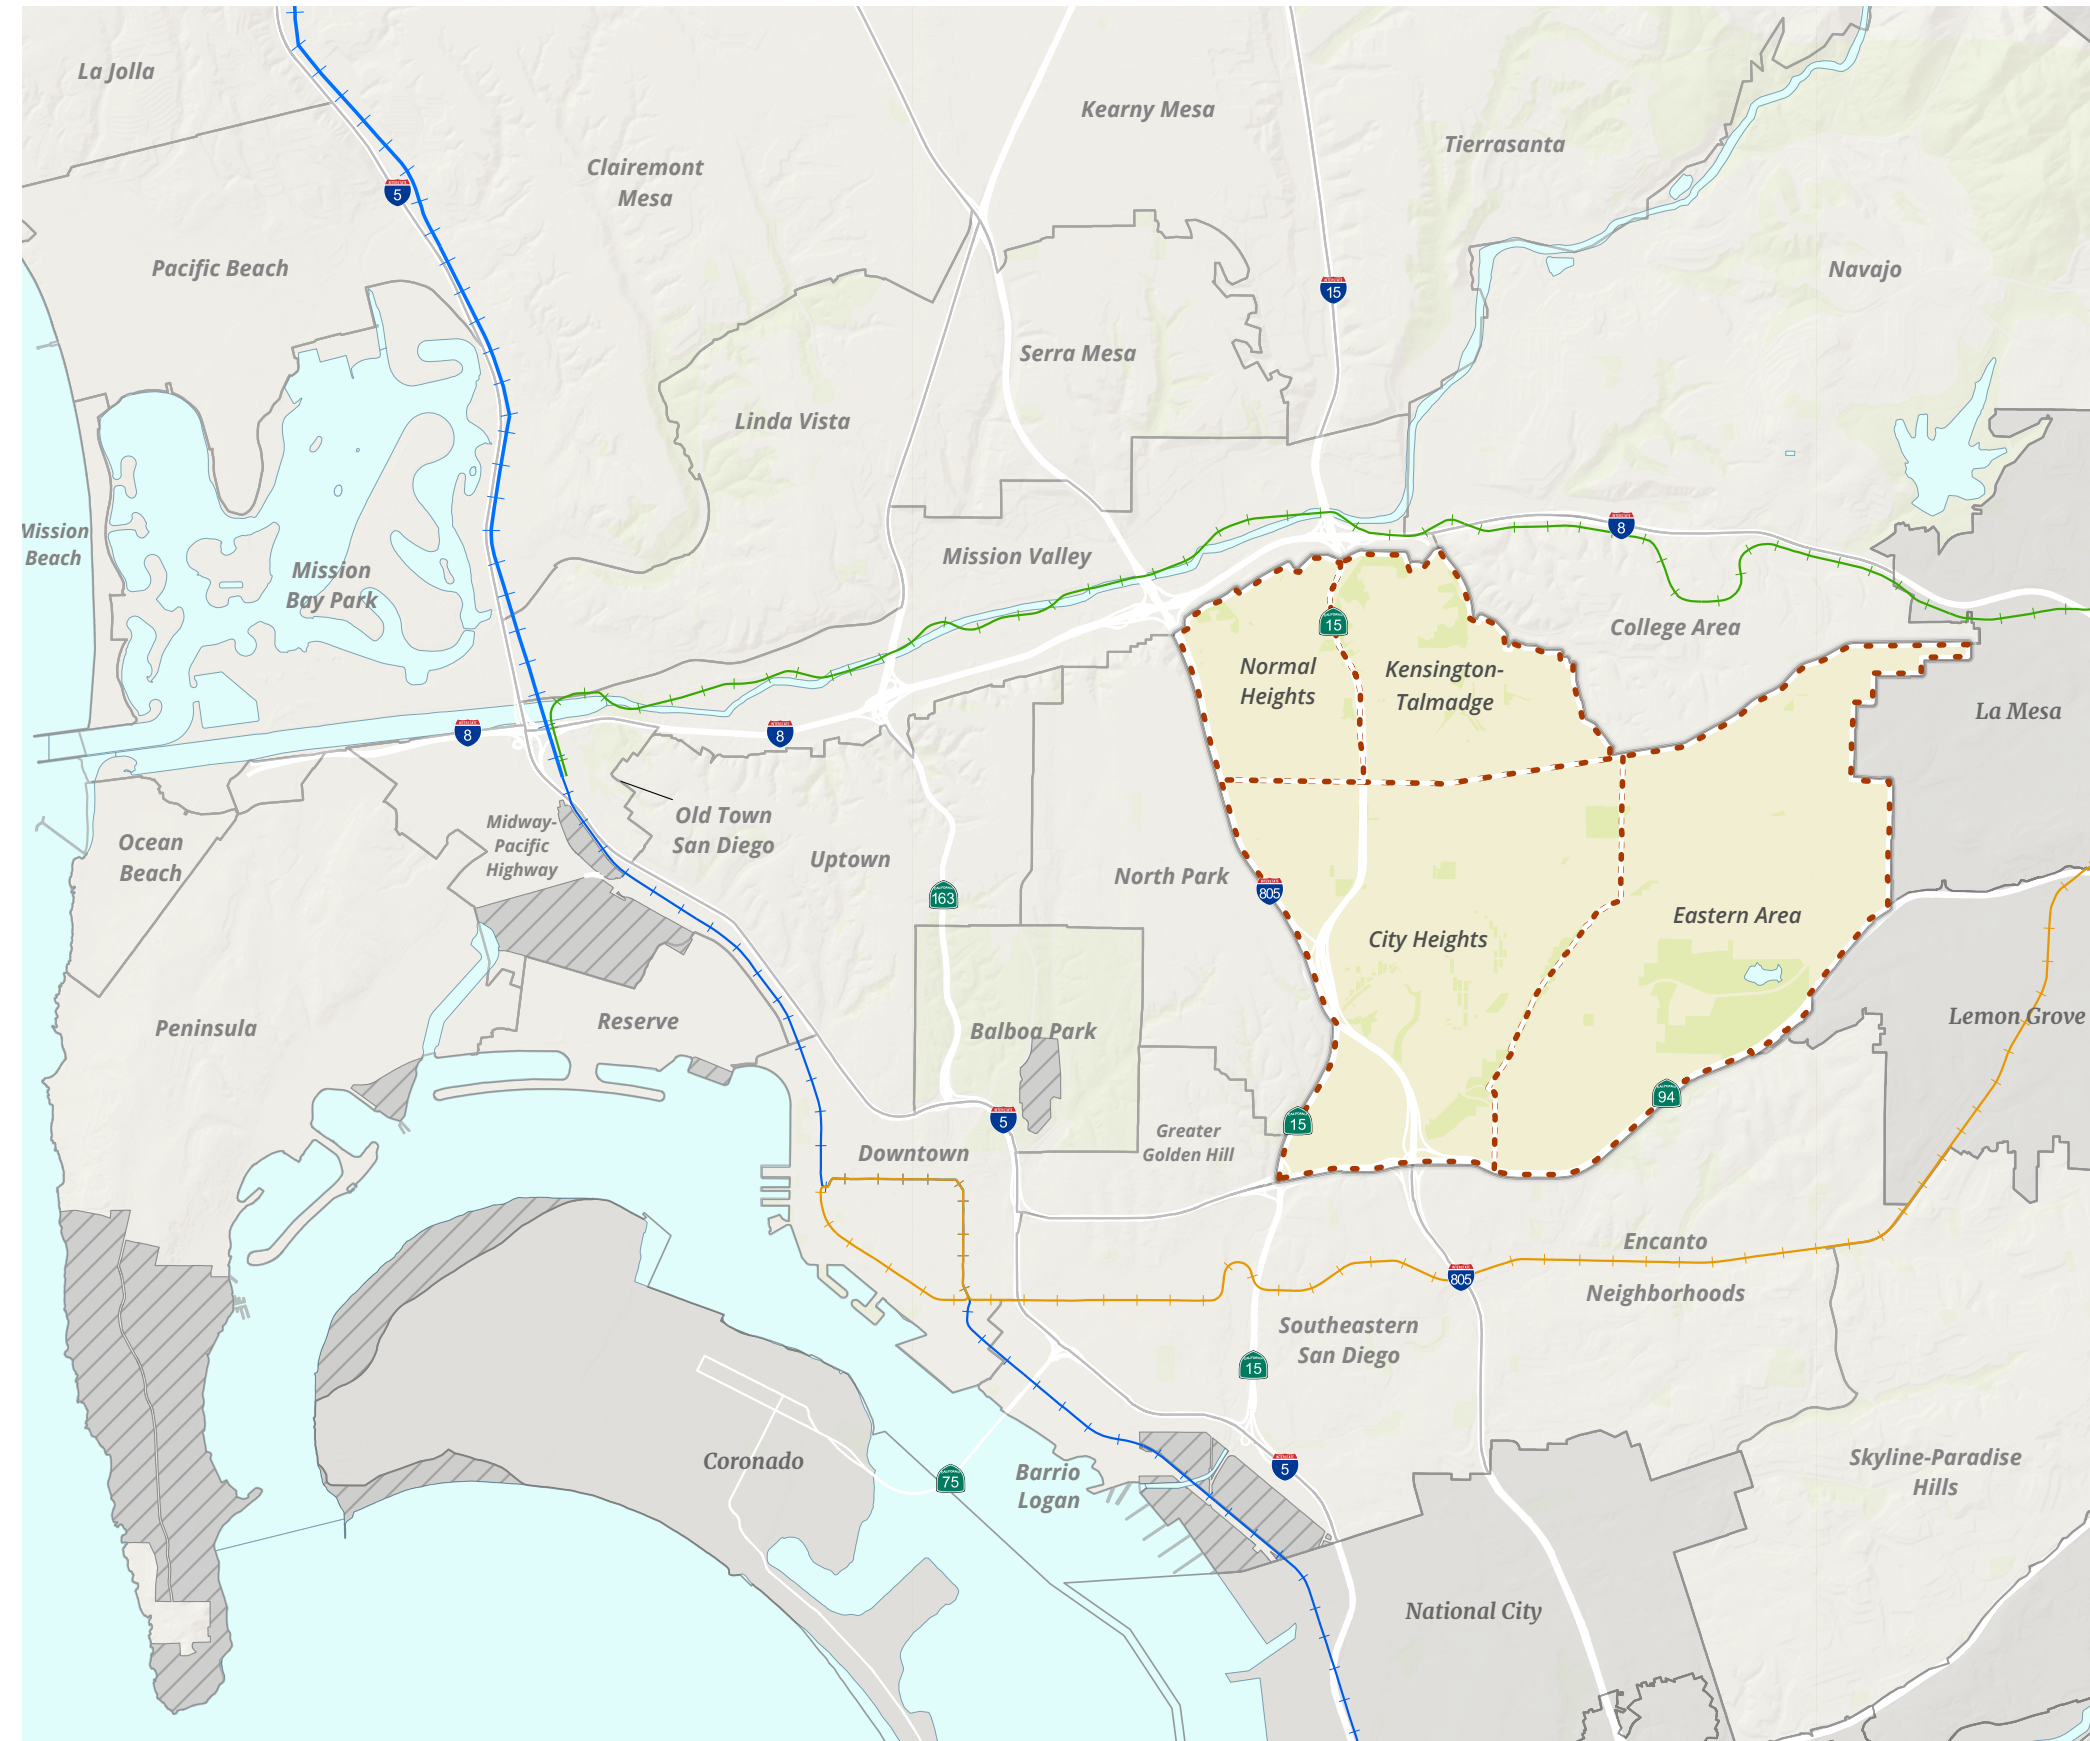 La Jolla
Kearny Mesa
Tierrasanta
Clairemont
Mesa
5
Pacific Beach
Navajo
15
Serra Mesa
Linda Vista
Mission
Beach
8
Mission Valley
Mission
Bay Park
15
College Area
Normal
Heights
Kensington-
Talmadge
La Mesa
8
8
Old Town
San Diego
Midway-
Pacific
Highway
Ocean
Beach
Uptown
North Park
163
805
Eastern Area
City Heights
Peninsula
Reserve
Balboa Park
Lemon Grove
94
5
15
Greater
Golden Hill
Downtown
Encanto
Neighborhoods
805
Southeastern
San Diego
15
Coronado
75
Barrio
Logan
5
Skyline-Paradise
Hills
National City